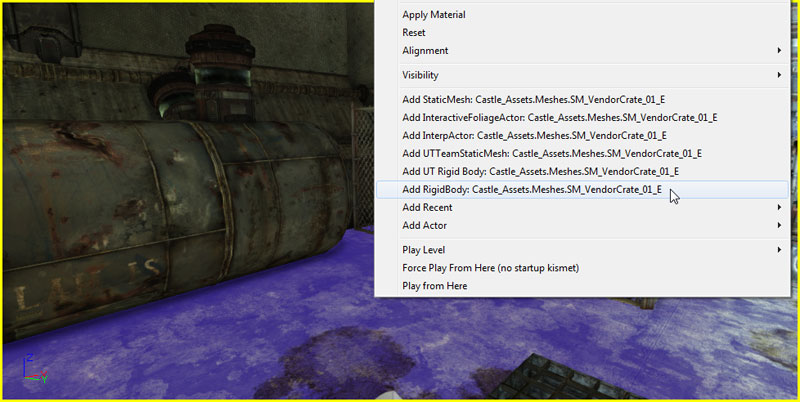 Apply Material
Reset
Alignment
Visibility
Add StaticMesh: Castle_Assets.Meshes.SM_VendorCrate_01_E
Add InteractiveFoliageActor: Castle_Assets.Meshes.SM_VendorCrate_01_E
Add InterpActor: Castle_Assets.Meshes.SM_VendorCrate_01_E
Add UTTeamStaticMesh: Castle_Assets.Meshes.SM_VendorCrate_01_E
Add UT Rigid Body: Castle_Assets.Meshes.SM_VendorCrate_01_E
Add RigidBody: Castle_Assets.Meshes.SM_VendorCrate_01_E
Add Recent
Add Actor
Play Level
Force Play From Here (no startup kismet)
Play from Here
Z
Y